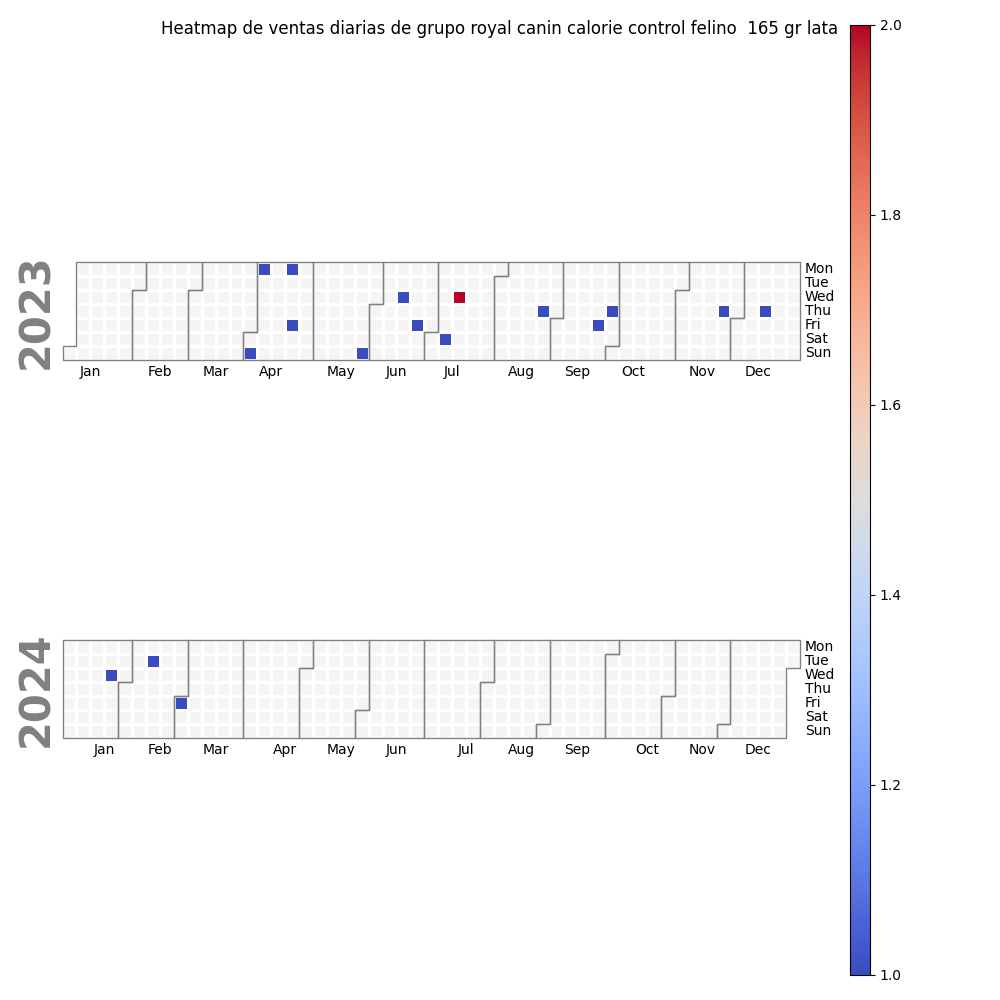 Heatmap de ventas diarias de grupo royal canin calorie control felino  165 gr lata
2.0
1.8
1.6
1.4
1.2
1.0
2023
Mon
Tue
Wed
Thu
Fri
Sat
Sun
Jan Feb Mar Apr May Jun Jul Aug Sep Oct Nov Dec
2024
Mon
Tue
Wed
Thu
Fri
Sat
Sun
Jan Feb Mar Apr May Jun Jul Aug Sep Oct Nov Dec